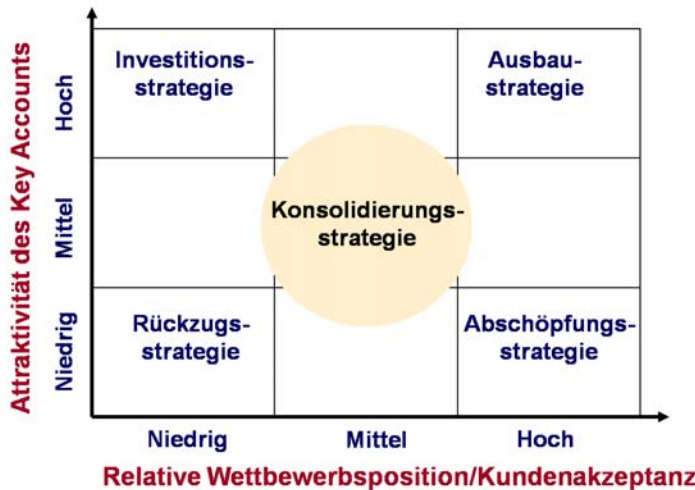 Attraktivität des Key Accounts
Hoch
Mittel
Niedrig
Investitions-
strategie
Ausbau-
strategie
Konsolidierungs-
strategie
Rückzugs-
strategie
Abschöpfungs-
strategie
Niedrig
Mittel
Hoch
Relative Wettbewerbsposition/Kundenakzeptanz